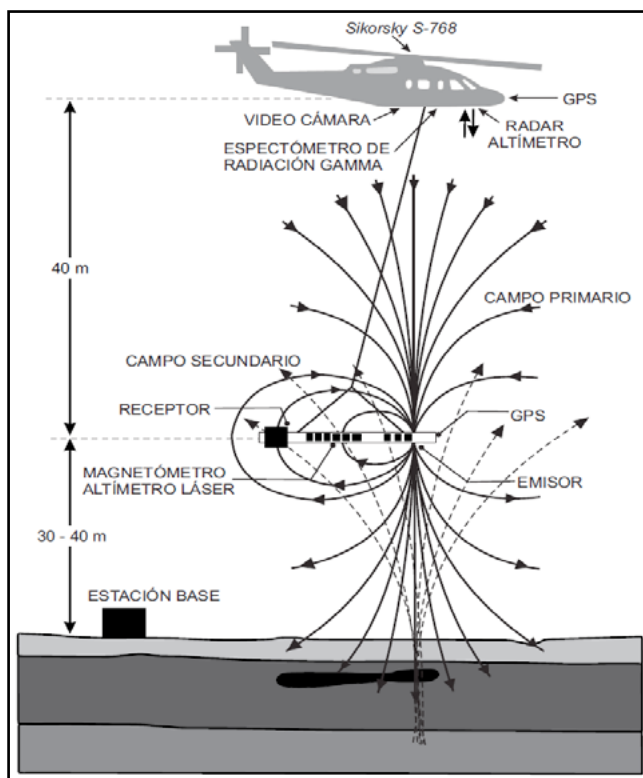 Sikorsky S-768
GPS
VIDEO CÁMARA
RADAR
ALTÍMETRO
ESPECTÓMETRO DE
RADIACIÓN GAMMA
40 m
CAMPO PRIMARIO
CAMPO SECUNDARIO
RECEPTOR
GPS
MAGNETÓMETRO
ALTÍMETRO LÁSER
EMISOR
30 - 40 m
ESTACIÓN BASE